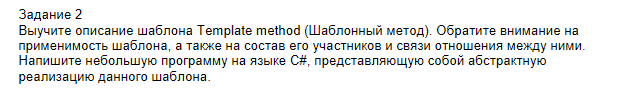 Задание 2
Выучите описание шаблона Template method (Шаблонный метод). Обратите внимание на
применимость шаблона, а также на состав его участников и связи отношения между ними.
Напишите небольшую программу на языке C#, представляющую собой абстрактную
реализацию данного шаблона.